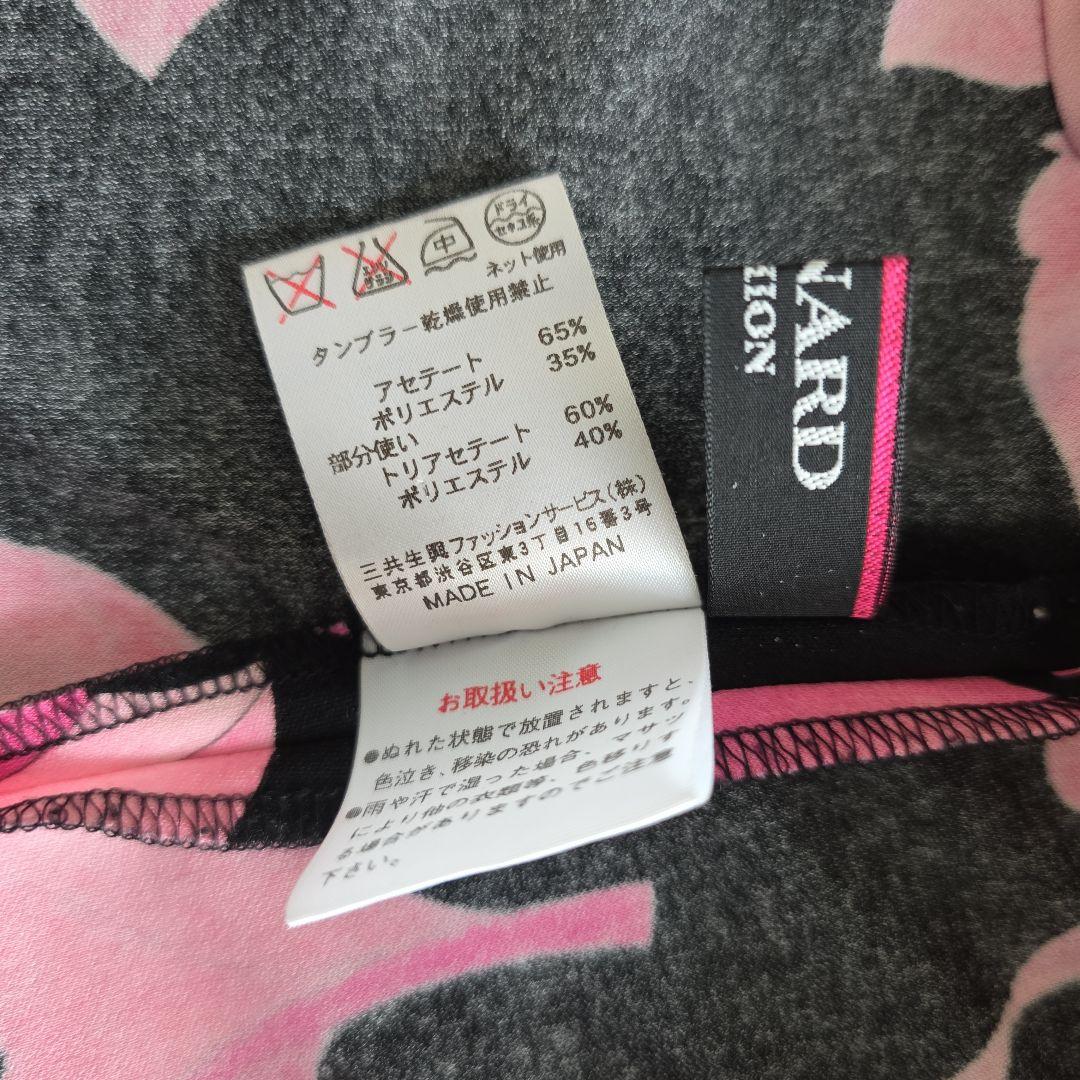 エンソ
サラシ
中
ドライ
セキユ系
ネット使用
タンブラー乾燥使用禁止
アセテート 65%
ポリエステル 35%
部分使い
トリアセテート 60%
ポリエステル 40%
三共生興ファッションサービス(株)
東京都渋谷区東3丁目16番3号
MADE IN JAPAN
お取扱い注意
●ぬれた状態で放置されますと、
色泣き、移染の恐れがあります。
●雨や汗で湿った場合、マサツ
により他の衣類等、色移りす
る場合がありますのでご注意
下さい。
NARD
TION